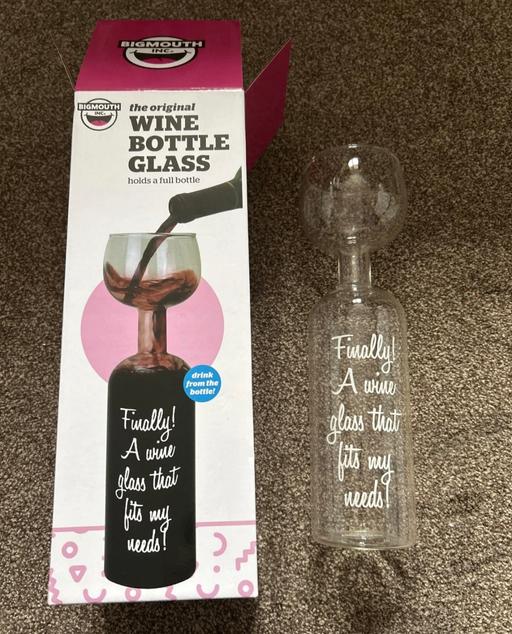 BIGMOUTH
INC.
BIGMOUTH
INC.
the original
WINE
BOTTLE
GLASS
holds a full bottle
drink
from the
bottle!
Finally!
A wine
glass that
fits my
needs!
Finally!
A wine
glass that
fits my
needs!